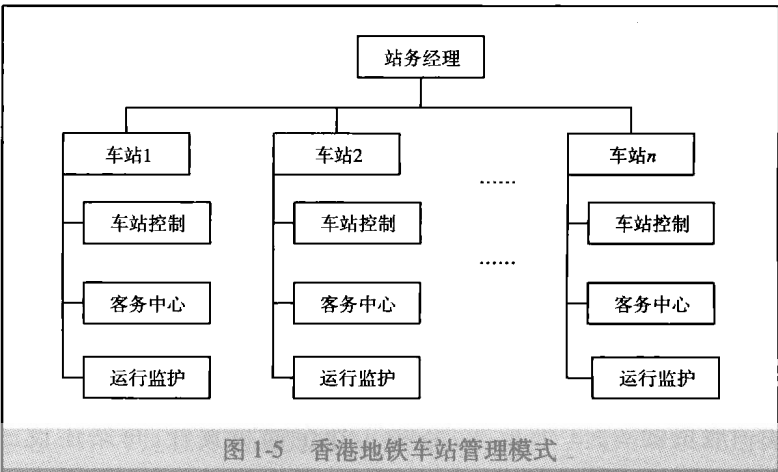 站务经理
车站1 车站2 车站n
……
车站控制 车站控制 车站控制
……
客务中心 客务中心 客务中心
运行监护 运行监护 运行监护
图 1-5 香港地铁车站管理模式